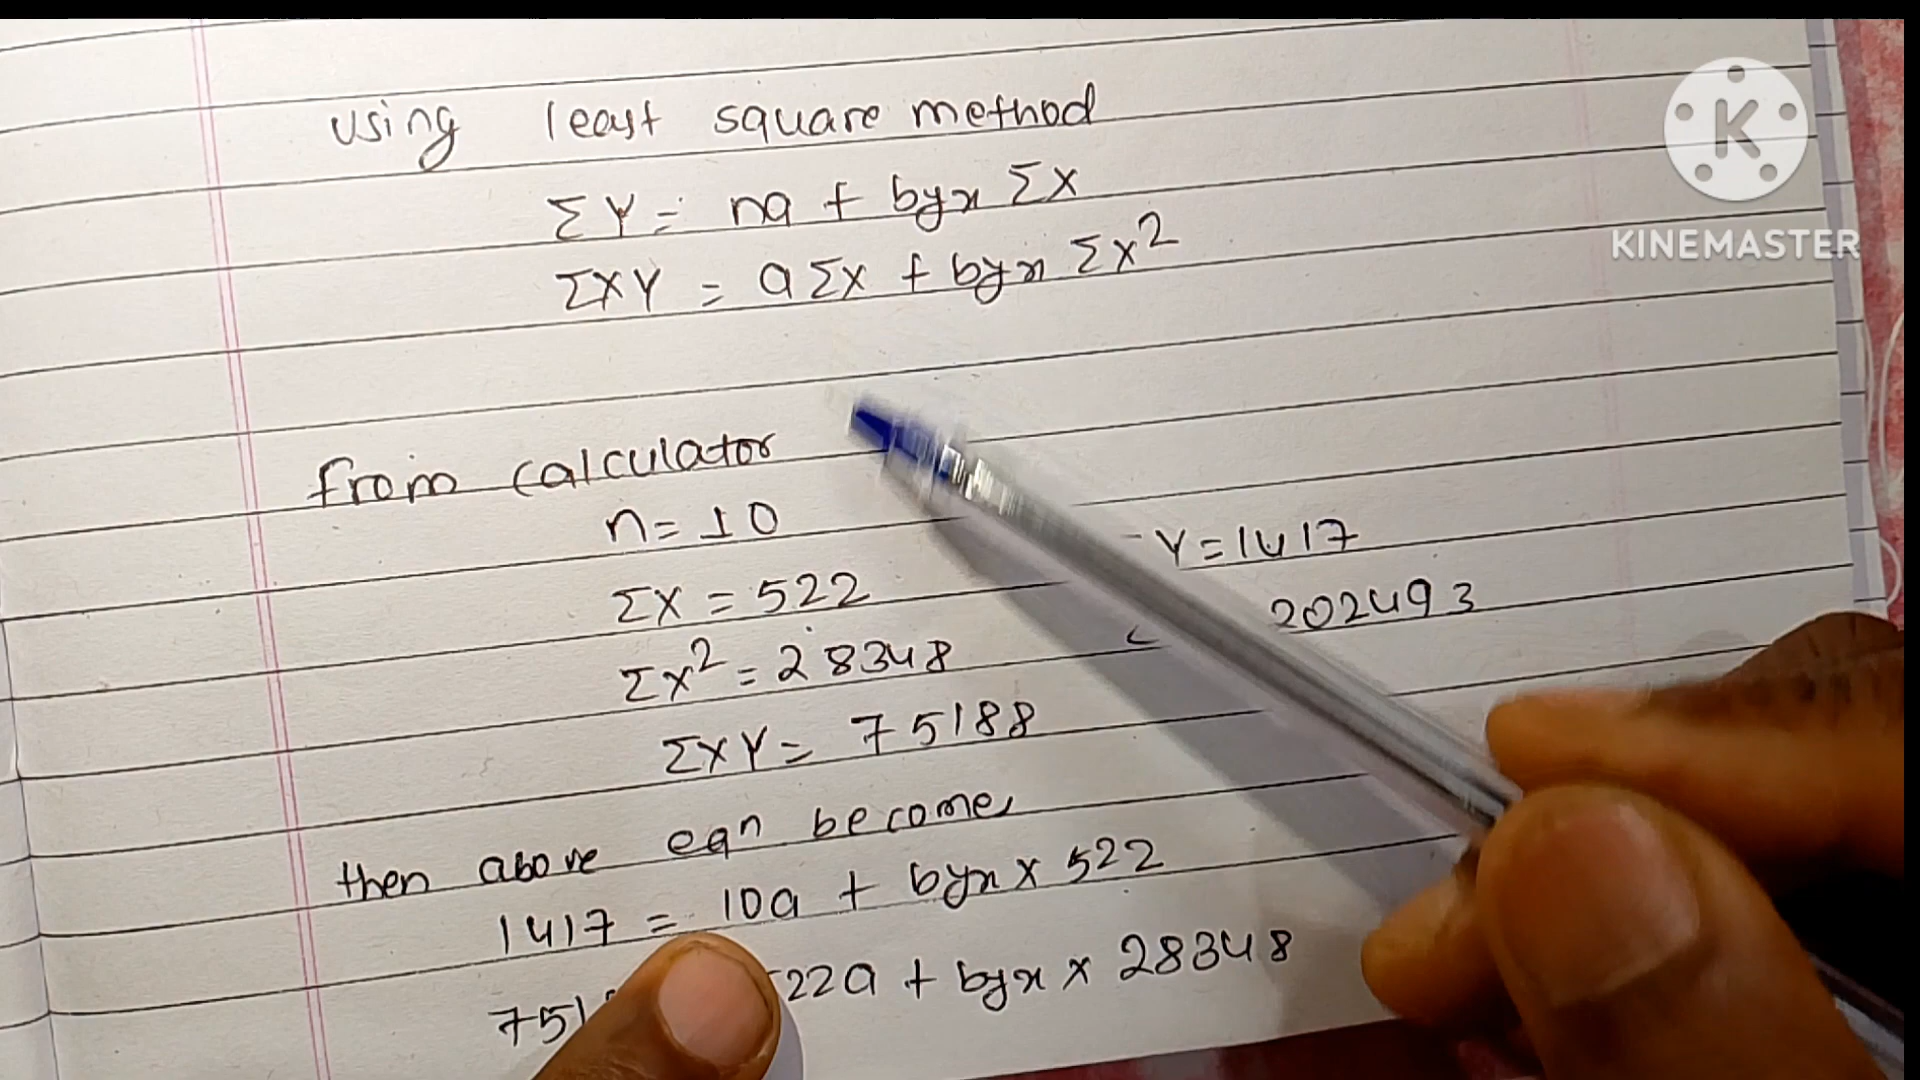 using least square method
ΣY = na + byx ΣX
ΣXY = aΣX + byx ΣX²
KINEMASTER
from calculator
n = 10
Y = 1417
ΣX = 522
202493
ΣX² = 28348
ΣXY = 75188
then above eqn become,
1417 = 10a + byx × 522
751 22a + byx × 28348